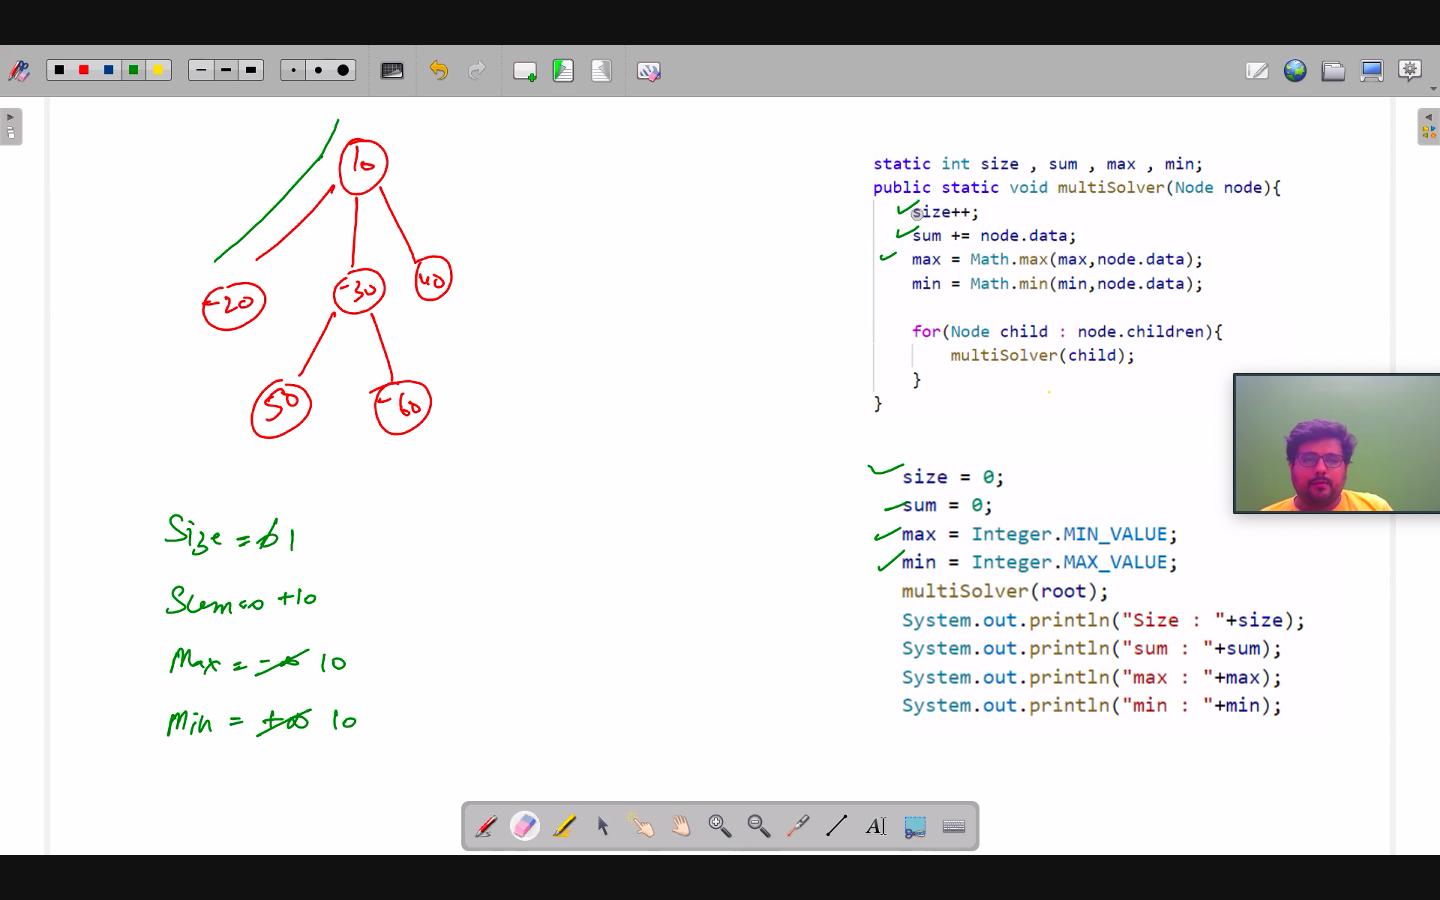 10
-20
-30
40
50
-60
Size = 0 1
Sum = 0 +10
Max = -∞ 10
Min = +∞ 10
static int size , sum , max , min;
public static void multiSolver(Node node){
size++;
sum += node.data;
max = Math.max(max,node.data);
min = Math.min(min,node.data);
for(Node child : node.children){
multiSolver(child);
}
}
size = 0;
sum = 0;
max = Integer.MIN_VALUE;
min = Integer.MAX_VALUE;
multiSolver(root);
System.out.println("Size : "+size);
System.out.println("sum : "+sum);
System.out.println("max : "+max);
System.out.println("min : "+min);